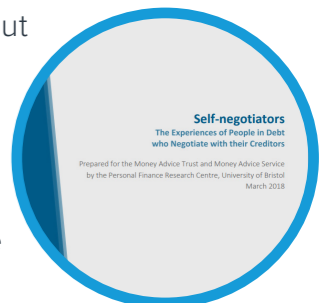 ut
Self-negotiators
The Experiences of People in Debt
who Negotiate with their Creditors
Prepared for the Money Advice Trust and Money Advice Service
by the Personal Finance Research Centre, University of Bristol
March 2018